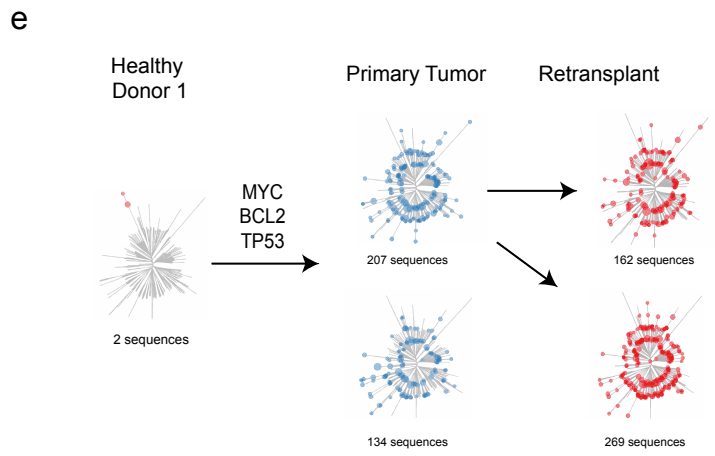 e
Healthy
Donor 1
Primary Tumor
Retransplant
MYC
BCL2
TP53
2 sequences
207 sequences
162 sequences
134 sequences
269 sequences